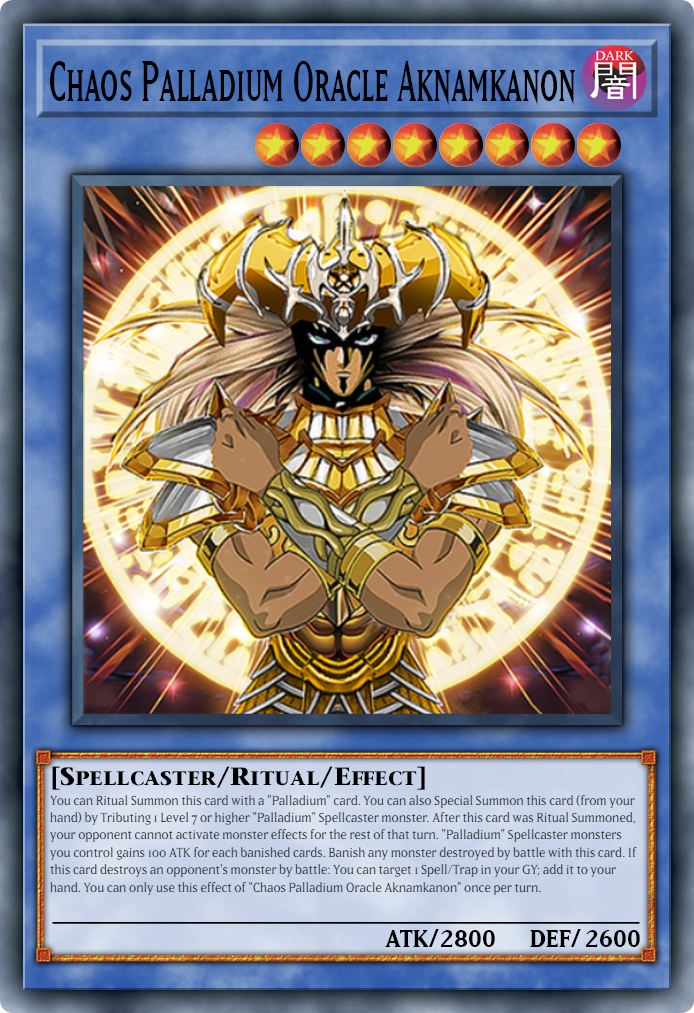 Chaos Palladium Oracle Aknamkanon
DARK
闇
[Spellcaster/Ritual/Effect]
You can Ritual Summon this card with a "Palladium" card. You can also Special Summon this card (from your
hand) by Tributing 1 Level 7 or higher "Palladium" Spellcaster monster. After this card was Ritual Summoned,
your opponent cannot activate monster effects for the rest of that turn. "Palladium" Spellcaster monsters
you control gains 100 ATK for each banished cards. Banish any monster destroyed by battle with this card. If
this card destroys an opponent's monster by battle: You can target 1 Spell/Trap in your GY; add it to your
hand. You can only use this effect of "Chaos Palladium Oracle Aknamkanon" once per turn.
ATK/2800 DEF/2600